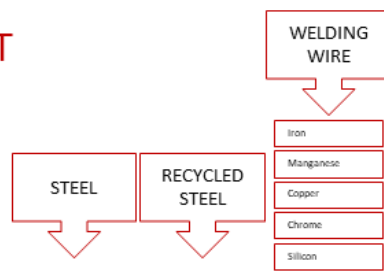 T
WELDING
WIRE
Iron
Manganese
Copper
Chrome
Silicon
STEEL
RECYCLED
STEEL